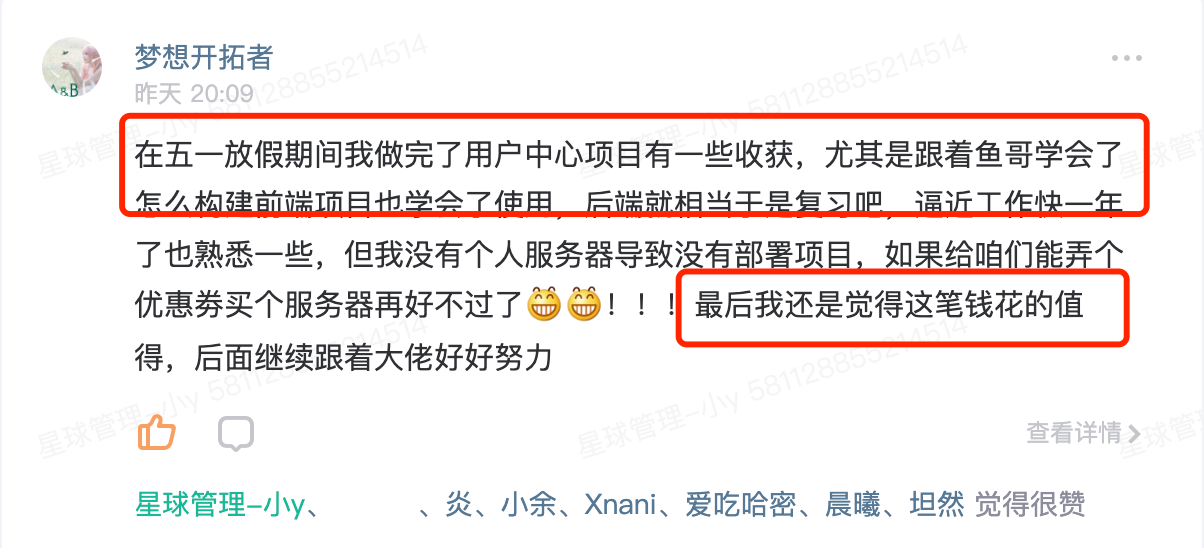 梦想开拓者
昨天 20:09
在五一放假期间我做完了用户中心项目有一些收获，尤其是跟着鱼哥学会了
怎么构建前端项目也学会了使用，后端就相当于是复习吧，逼近工作快一年
了也熟悉一些，但我没有个人服务器导致没有部署项目，如果给咱们能弄个
优惠券买个服务器再好不过了😁😁！！！最后我还是觉得这笔钱花的值
得，后面继续跟着大佬好好努力
查看详情
星球管理-小y、 、炎、小余、Xnani、爱吃哈密、晨曦、坦然 觉得很赞
A&B
星球管理-小y 581128855214514